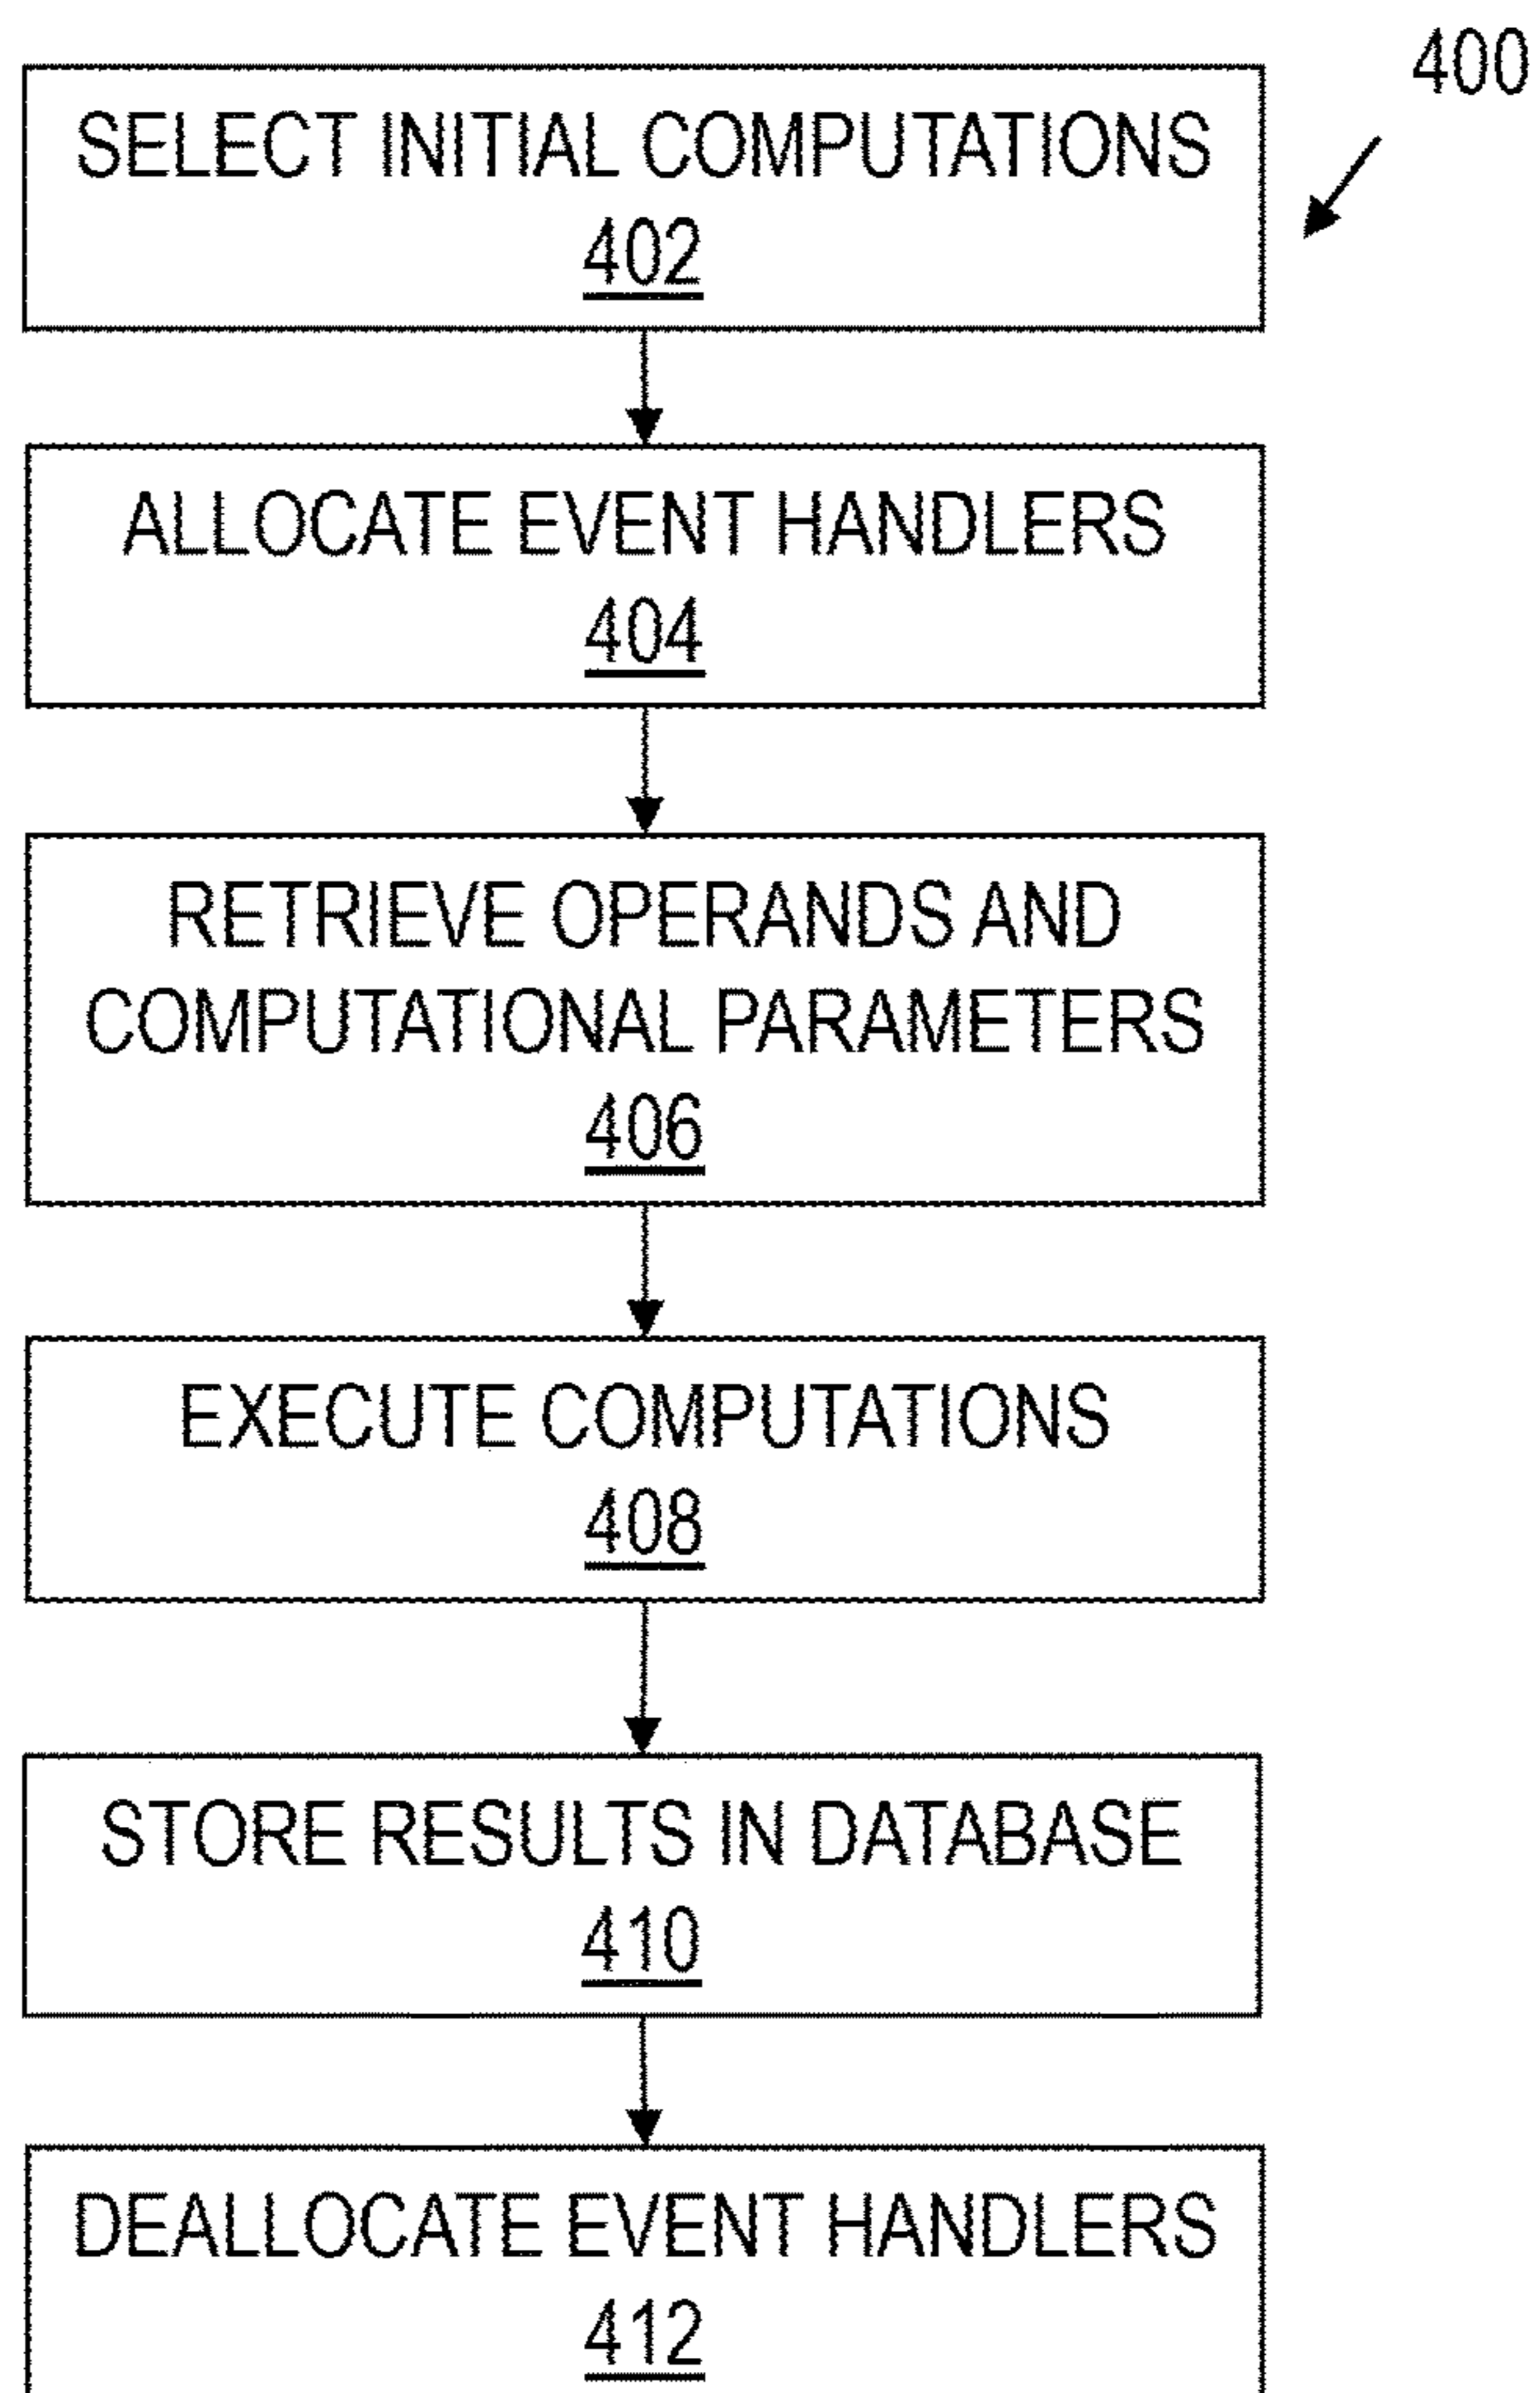 400
SELECT INITIAL COMPUTATIONS
402
ALLOCATE EVENT HANDLERS
404
RETRIEVE OPERANDS AND
COMPUTATIONAL PARAMETERS
406
EXECUTE COMPUTATIONS
408
STORE RESULTS IN DATABASE
410
DEALLOCATE EVENT HANDLERS
412